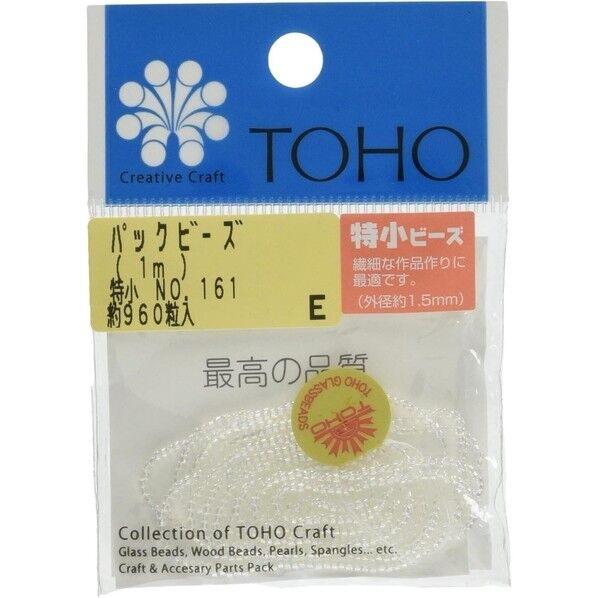 Creative Craft
TOHO
パックビーズ
(1m)
特小 NO. 161
約960粒入
E
特小ビーズ
繊細な作品作りに
最適です。
(外径約1.5mm)
最高の品質
TOHO GLASSBEADS
TOHO
Collection of TOHO Craft
Glass Beads, Wood Beads, Pearls, Spangles... etc.
Craft & Accesary Parts Pack